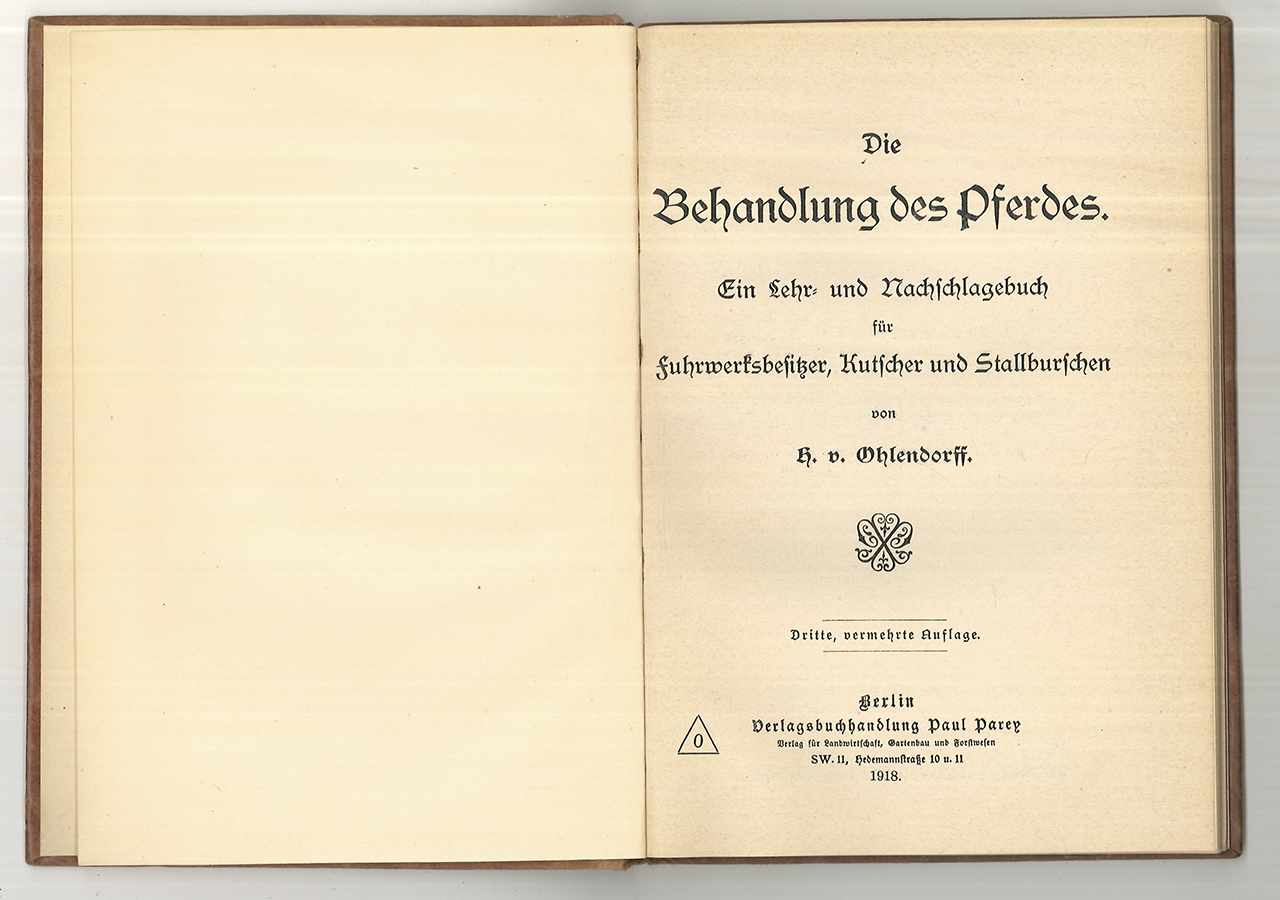 Die
Behandlung des Pferdes.
Ein Lehr- und Nachschlagebuch
für
Fuhrwerksbesitzer, Kutscher und Stallburschen
von
H. v. Ohlendorff.
Dritte, vermehrte Auflage.
Berlin
Verlagsbuchhandlung Paul Parey
Verlag für Landwirtschaft, Gartenbau und Forstwesen
SW. 11, Hedemannstraße 10 u. 11
1918.
0